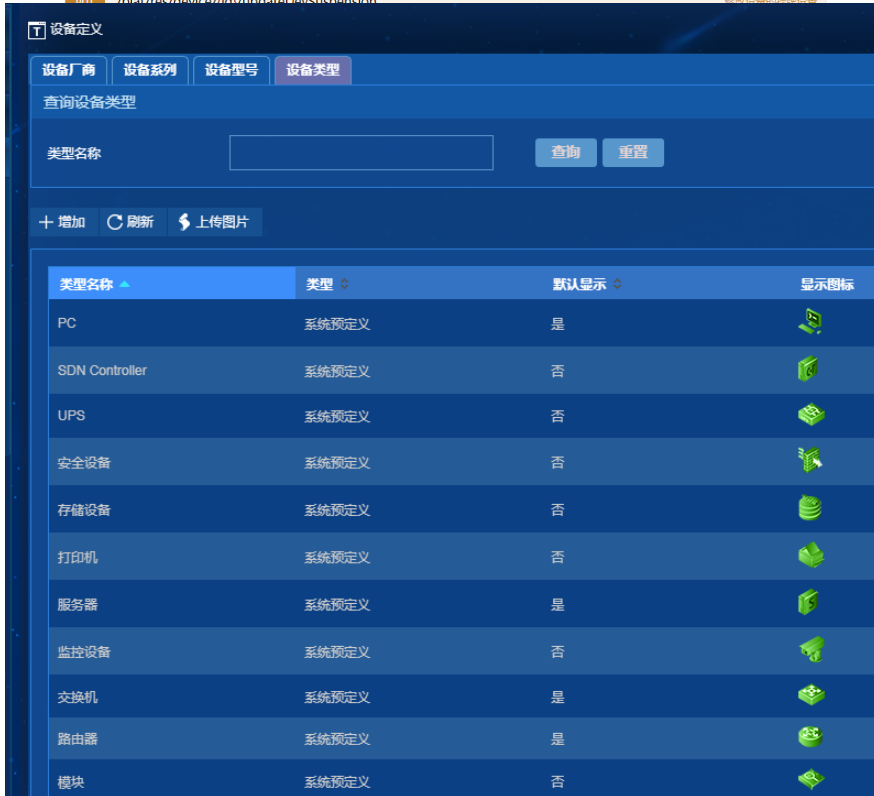 /plat/res/device/{id}/updateDevSuspension
设备定义
设备厂商 设备系列 设备型号 设备类型
查询设备类型
类型名称 查询 重置
增加 刷新 上传图片
类型名称 类型 默认显示 显示图标
PC 系统预定义 是
SDN Controller 系统预定义 否
UPS 系统预定义 否
安全设备 系统预定义 否
存储设备 系统预定义 否
打印机 系统预定义 否
服务器 系统预定义 是
监控设备 系统预定义 否
交换机 系统预定义 是
路由器 系统预定义 是
模块 系统预定义 否